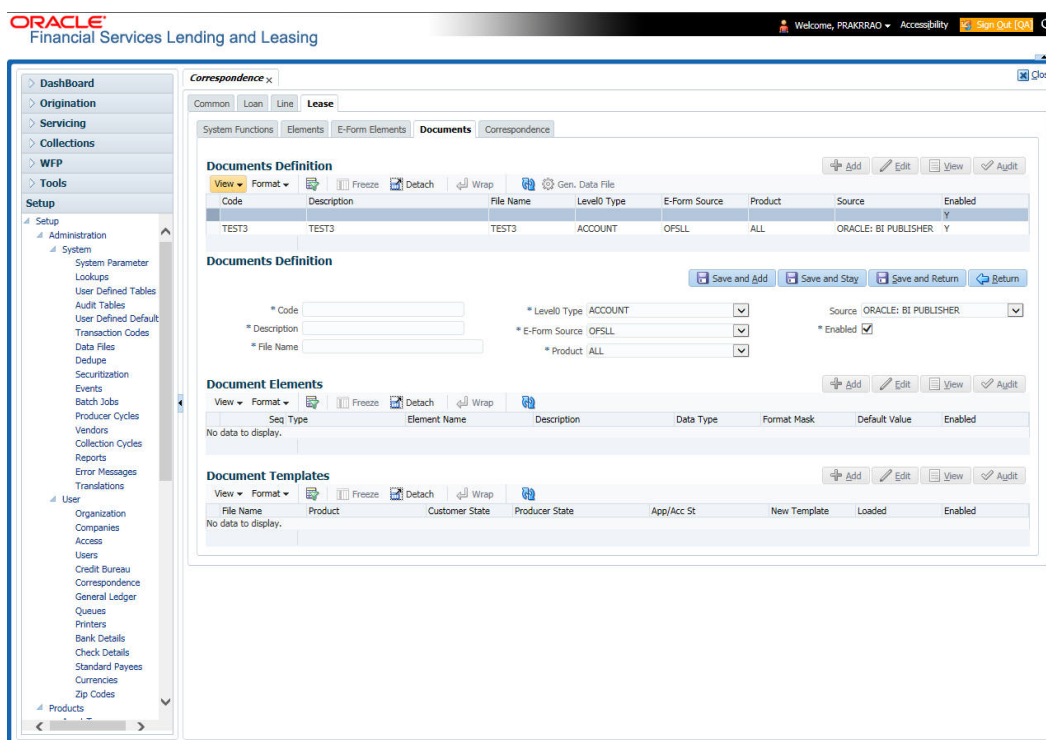 ORACLE
Financial Services Lending and Leasing
Welcome, PRAKRRAO Accessibility Sign Out [QA]
Correspondence x
Common Loan Line Lease
System Functions Elements E-Form Elements Documents Correspondence
DashBoard
Origination
Servicing
Collections
WFP
Tools
Setup
Setup
Administration
System
System Parameter
Lookups
User Defined Tables
Audit Tables
User Defined Default
Transaction Codes
Data Files
Dedupe
Securitization
Events
Batch Jobs
Producer Cycles
Vendors
Collection Cycles
Reports
Error Messages
Translations
User
Organization
Companies
Access
Users
Credit Bureau
Correspondence
General Ledger
Queues
Printers
Bank Details
Check Details
Standard Payees
Currencies
Zip Codes
Products
Documents Definition Add Edit View Audit
View Format Freeze Detach Wrap Gen. Data File
Code Description File Name Level0 Type E-Form Source Product Source Enabled
Y
TEST3 TEST3 TEST3 ACCOUNT OFSLL ALL ORACLE: BI PUBLISHER Y
Documents Definition
Save and Add Save and Stay Save and Return Return
* Code * Level0 Type ACCOUNT Source ORACLE: BI PUBLISHER
* Description * E-Form Source OFSLL * Enabled
* File Name * Product ALL
Document Elements Add Edit View Audit
View Format Freeze Detach Wrap
Seq Type Element Name Description Data Type Format Mask Default Value Enabled
No data to display.
Document Templates Add Edit View Audit
View Format Freeze Detach Wrap
File Name Product Customer State Producer State App/Acc St New Template Loaded Enabled
No data to display.